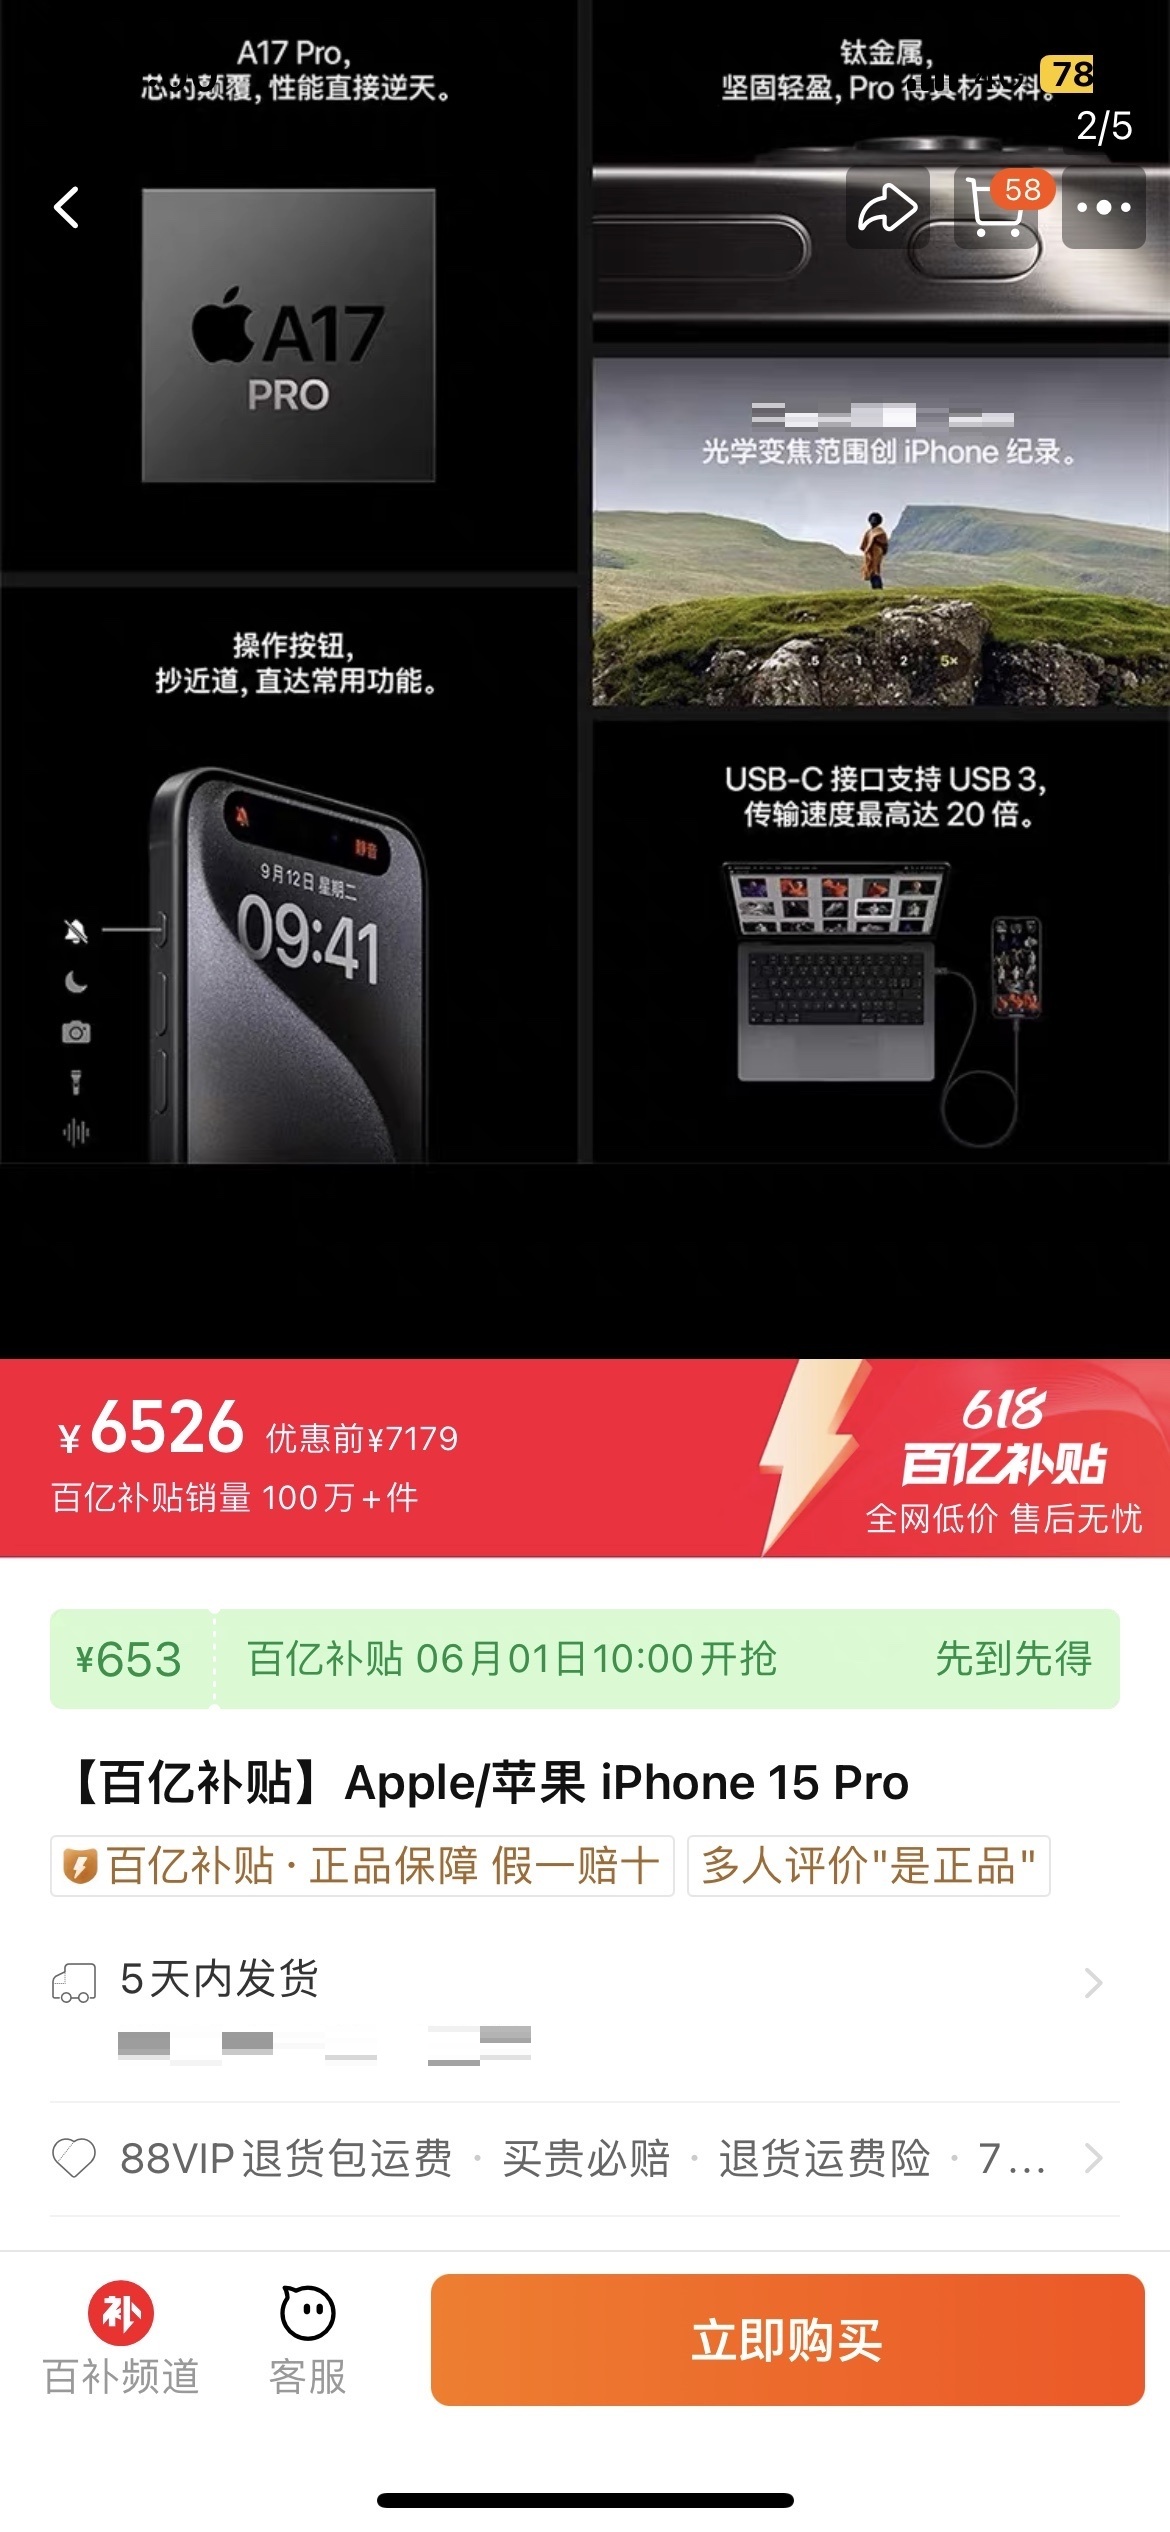 A17 Pro,
芯的颠覆,性能直接逆天。
钛金属,
坚固轻盈, Pro 得真材实料。
78
2/5
58
A17
PRO
光学变焦范围创 iPhone 纪录。
.5 1 2 5×
操作按钮,
抄近道,直达常用功能。
静音
9月12日 星期二
09:41
USB-C 接口支持 USB 3,
传输速度最高达 20 倍。
¥6526 优惠前¥7179
百亿补贴销量 100万+件
618
百亿补贴
全网低价 售后无忧
¥653 百亿补贴 06月01日10:00开抢 先到先得
【百亿补贴】Apple/苹果 iPhone 15 Pro
百亿补贴·正品保障 假一赔十 多人评价"是正品"
5天内发货
88VIP退货包运费 · 买贵必赔 · 退货运费险 · 7...
补
百补频道
客服
立即购买